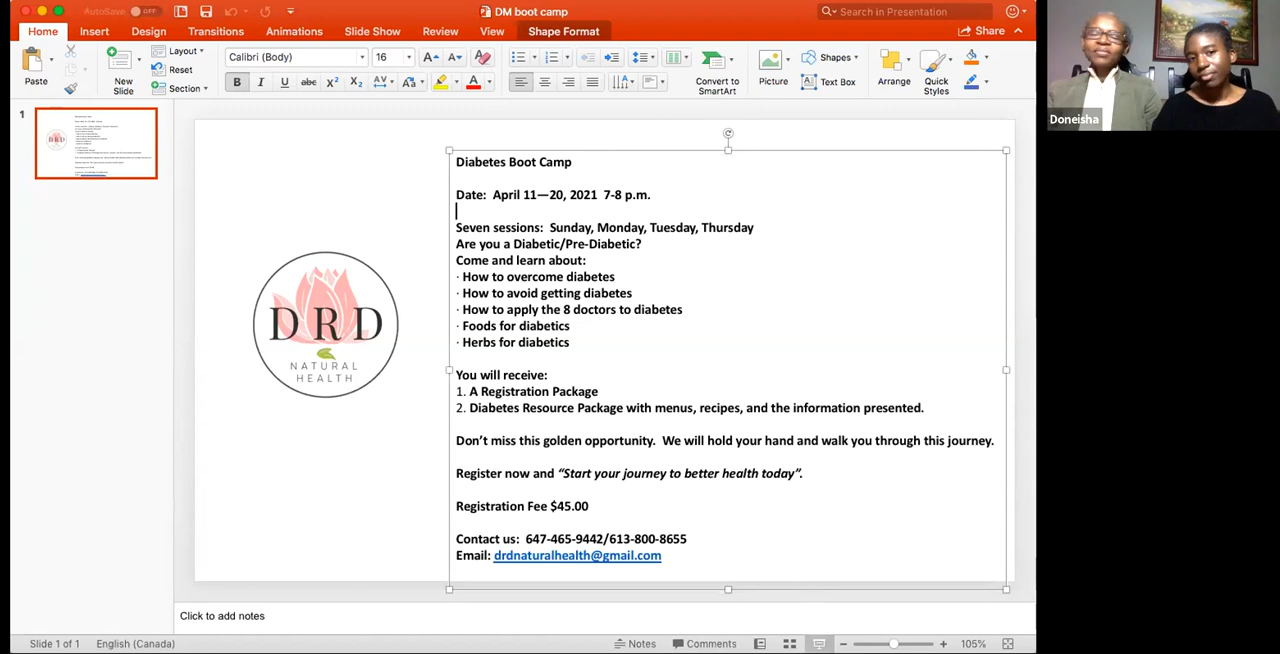 AutoSave OFF
DM boot camp
Search in Presentation
Home Insert Design Transitions Animations Slide Show Review View Shape Format
Share
Paste
New Slide
Layout
Reset
Section
Calibri (Body) 16
Convert to SmartArt
Picture
Shapes
Text Box
Arrange
Quick Styles
Doneisha
1
DRD
NATURAL
HEALTH
Diabetes Boot Camp
Date: April 11—20, 2021 7-8 p.m.
Seven sessions: Sunday, Monday, Tuesday, Thursday
Are you a Diabetic/Pre-Diabetic?
Come and learn about:
· How to overcome diabetes
· How to avoid getting diabetes
· How to apply the 8 doctors to diabetes
· Foods for diabetics
· Herbs for diabetics
You will receive:
1. A Registration Package
2. Diabetes Resource Package with menus, recipes, and the information presented.
Don’t miss this golden opportunity. We will hold your hand and walk you through this journey.
Register now and “Start your journey to better health today”.
Registration Fee $45.00
Contact us: 647-465-9442/613-800-8655
Email: drdnaturalhealth@gmail.com
Click to add notes
Slide 1 of 1 English (Canada) Notes Comments 105%